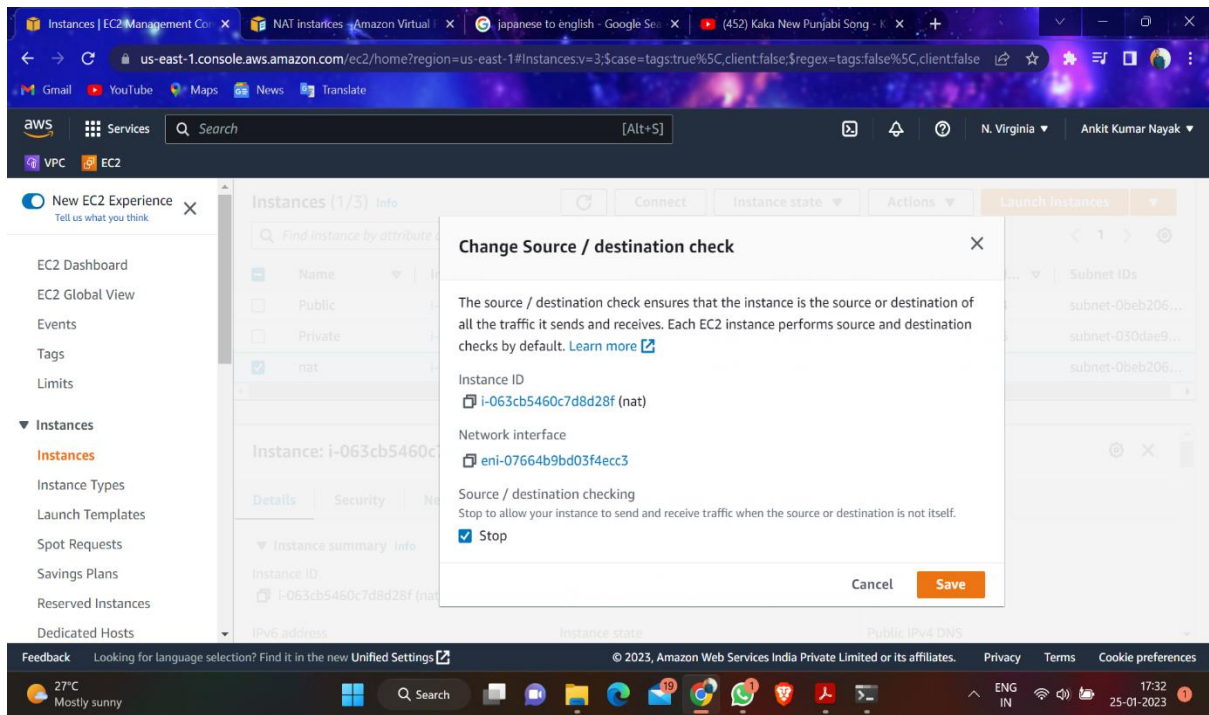 Instances | EC2 Management Cor
NAT instances - Amazon Virtual P
japanese to english - Google Sea
(452) Kaka New Punjabi Song - K
us-east-1.console.aws.amazon.com/ec2/home?region=us-east-1#Instances:v=3;$case=tags:true%5C,client:false;$regex=tags:false%5C,client:false
Gmail YouTube Maps News Translate
aws Services Search [Alt+S] N. Virginia ▼ Ankit Kumar Nayak ▼
VPC EC2
New EC2 Experience
Tell us what you think
EC2 Dashboard
EC2 Global View
Events
Tags
Limits
Instances
Instances
Instance Types
Launch Templates
Spot Requests
Savings Plans
Reserved Instances
Dedicated Hosts
Instances (1/3) Info
Connect Instance state ▼ Actions ▼ Launch instances ▼
Find instance by attribute
1
Name Subnet IDs
Public subnet-0beb206...
Private subnet-030dae9...
nat subnet-0beb206...
Instance: i-063cb5460c7
Details Security Ne
Instance summary Info
Instance ID
i-063cb5460c7d8d28f (nat
IPv6 address Instance state Public IPv4 DNS
Change Source / destination check
The source / destination check ensures that the instance is the source or destination of
all the traffic it sends and receives. Each EC2 instance performs source and destination
checks by default. Learn more
Instance ID
i-063cb5460c7d8d28f (nat)
Network interface
eni-07664b9bd03f4ecc3
Source / destination checking
Stop to allow your instance to send and receive traffic when the source or destination is not itself.
Stop
Cancel Save
Feedback Looking for language selection? Find it in the new Unified Settings © 2023, Amazon Web Services India Private Limited or its affiliates. Privacy Terms Cookie preferences
27°C
Mostly sunny
Search
19
1
ENG
IN
17:32
25-01-2023
1